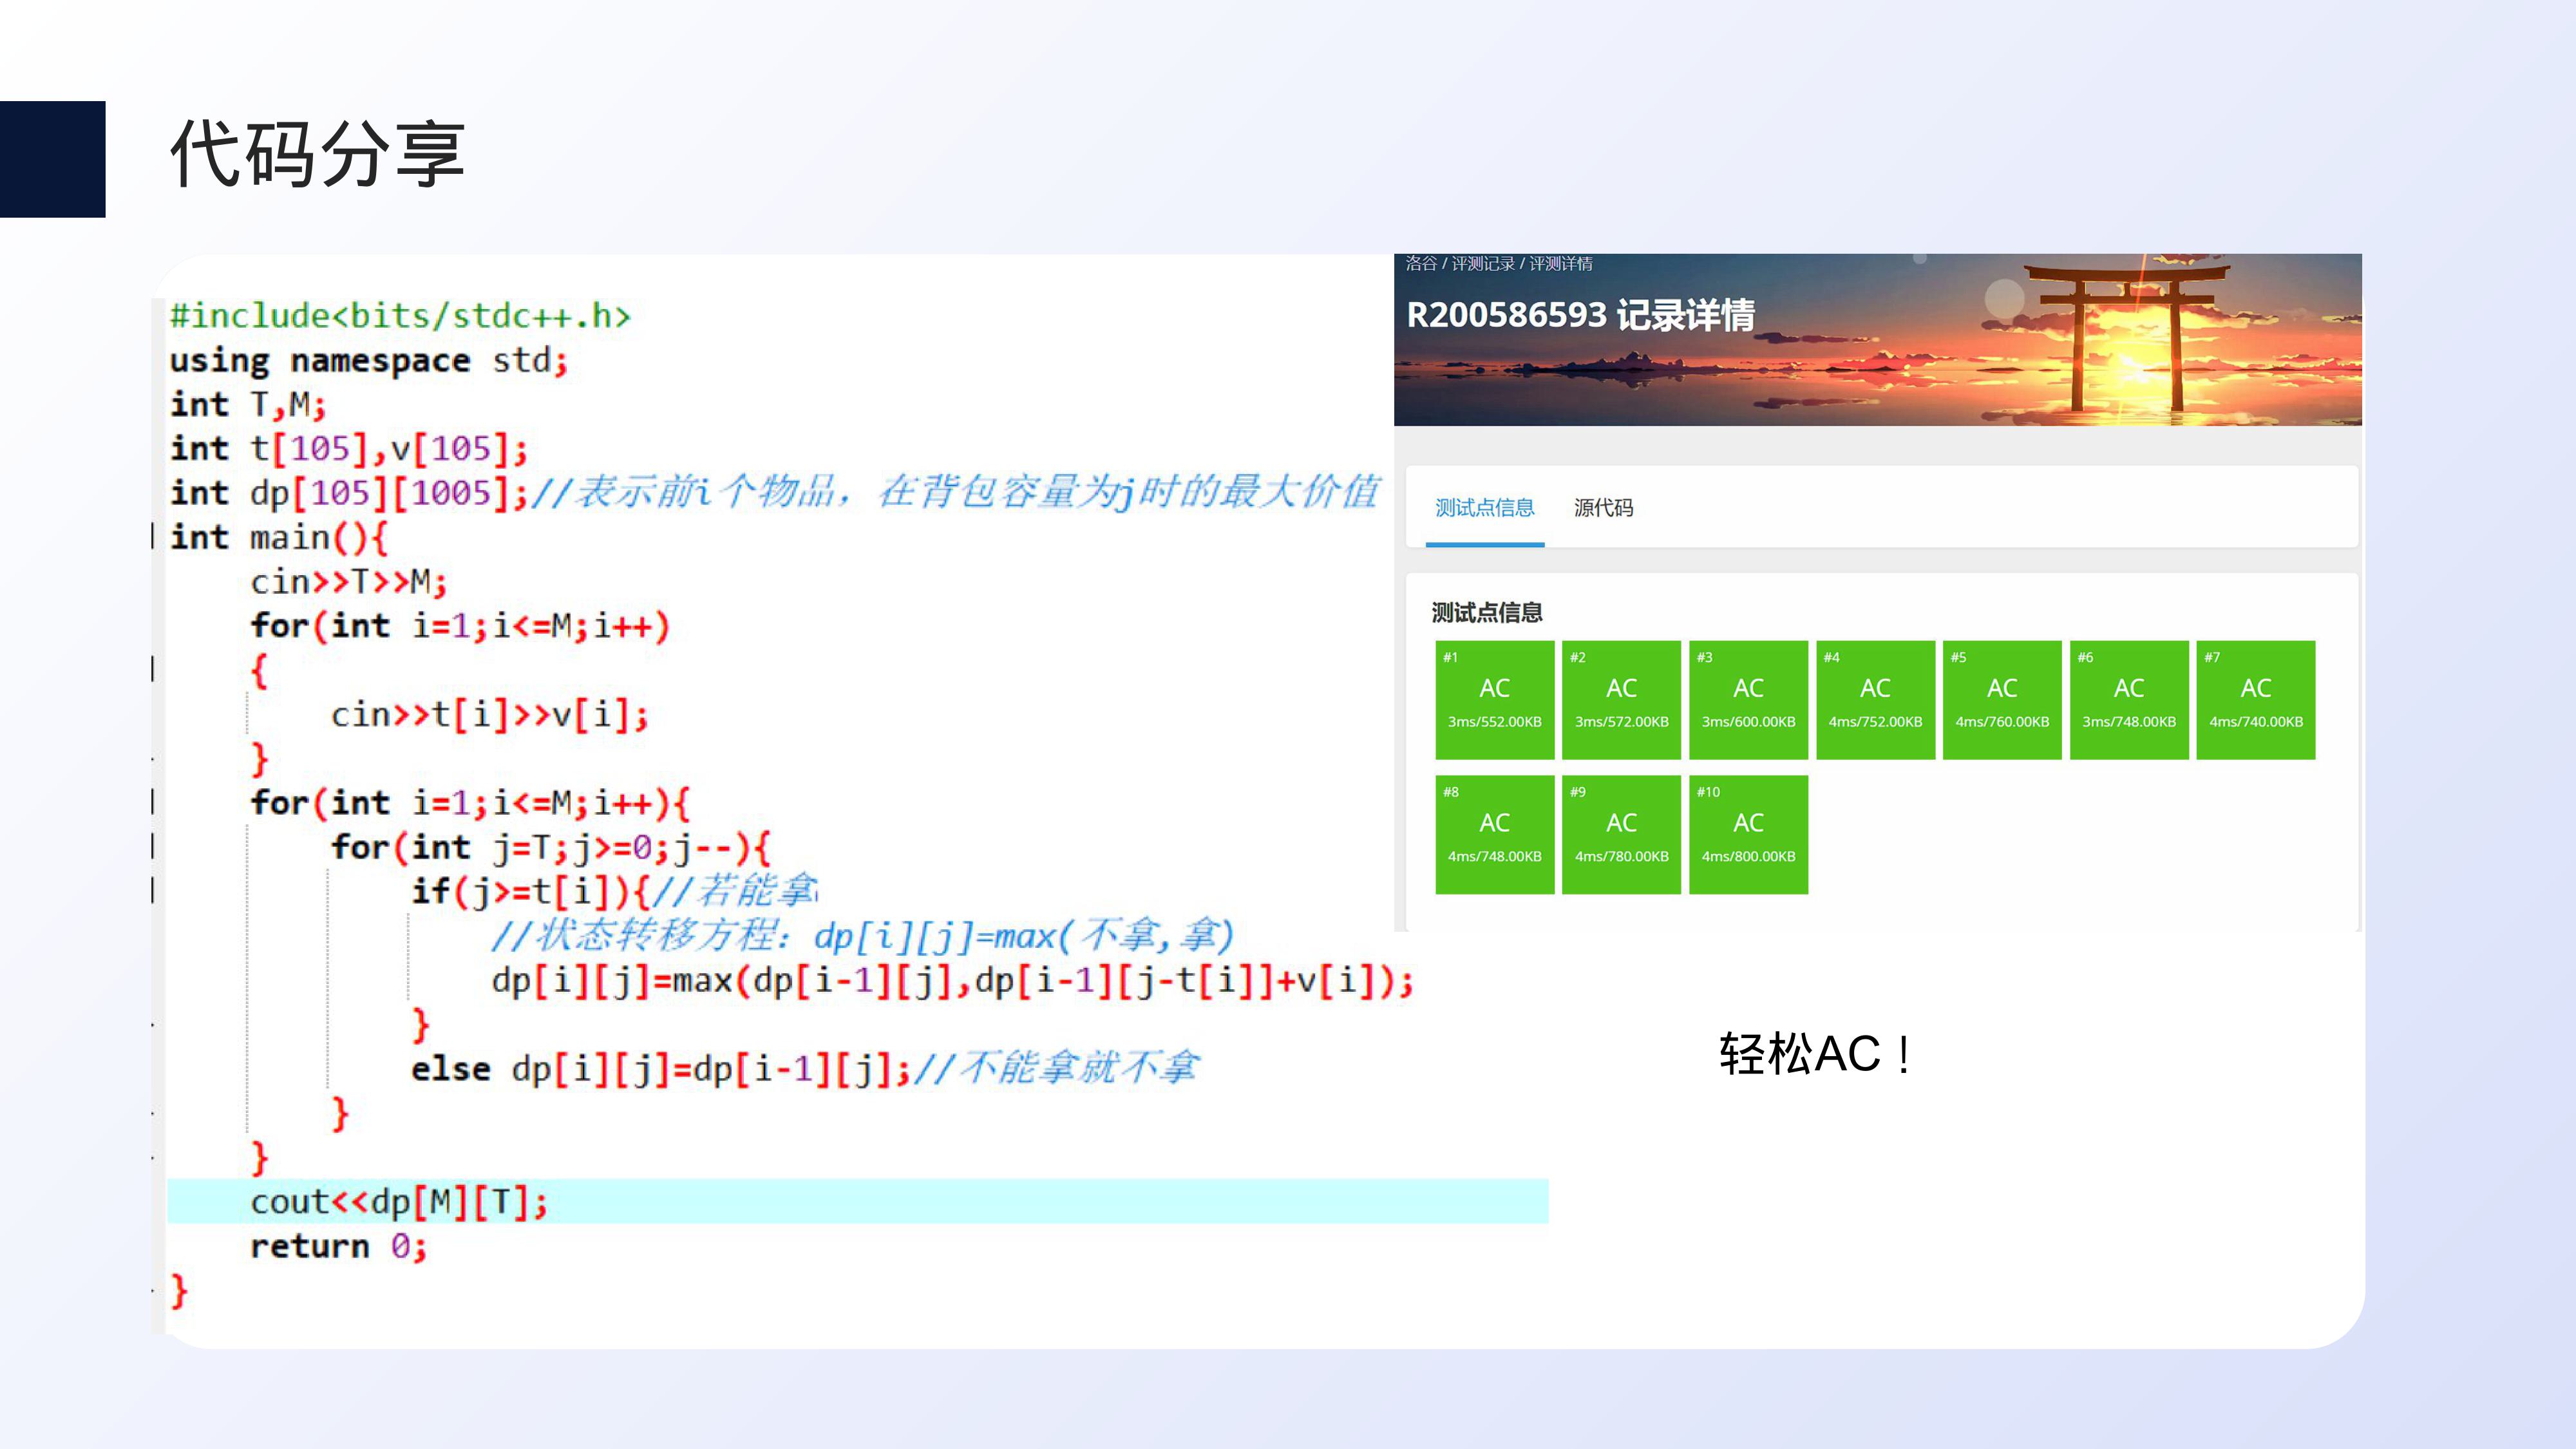 代码分享
#include<bits/stdc++.h>
using namespace std;
int T,M;
int t[105],v[105];
int dp[105][1005];//表示前i个物品，在背包容量为j时的最大价值
int main(){
cin>>T>>M;
for(int i=1;i<=M;i++)
{
cin>>t[i]>>v[i];
}
for(int i=1;i<=M;i++){
for(int j=T;j>=0;j--){
if(j>=t[i]){//若能拿
//状态转移方程：dp[i][j]=max(不拿,拿)
dp[i][j]=max(dp[i-1][j],dp[i-1][j-t[i]]+v[i]);
}
else dp[i][j]=dp[i-1][j];//不能拿就不拿
}
}
cout<<dp[M][T];
return 0;
}
洛谷 / 评测记录 / 评测详情
R200586593 记录详情
测试点信息 源代码
测试点信息
#1 #2 #3 #4 #5 #6 #7
AC AC AC AC AC AC AC
3ms/552.00KB 3ms/572.00KB 3ms/600.00KB 4ms/752.00KB 4ms/760.00KB 3ms/748.00KB 4ms/740.00KB
#8 #9 #10
AC AC AC
4ms/748.00KB 4ms/780.00KB 4ms/800.00KB
轻松AC！